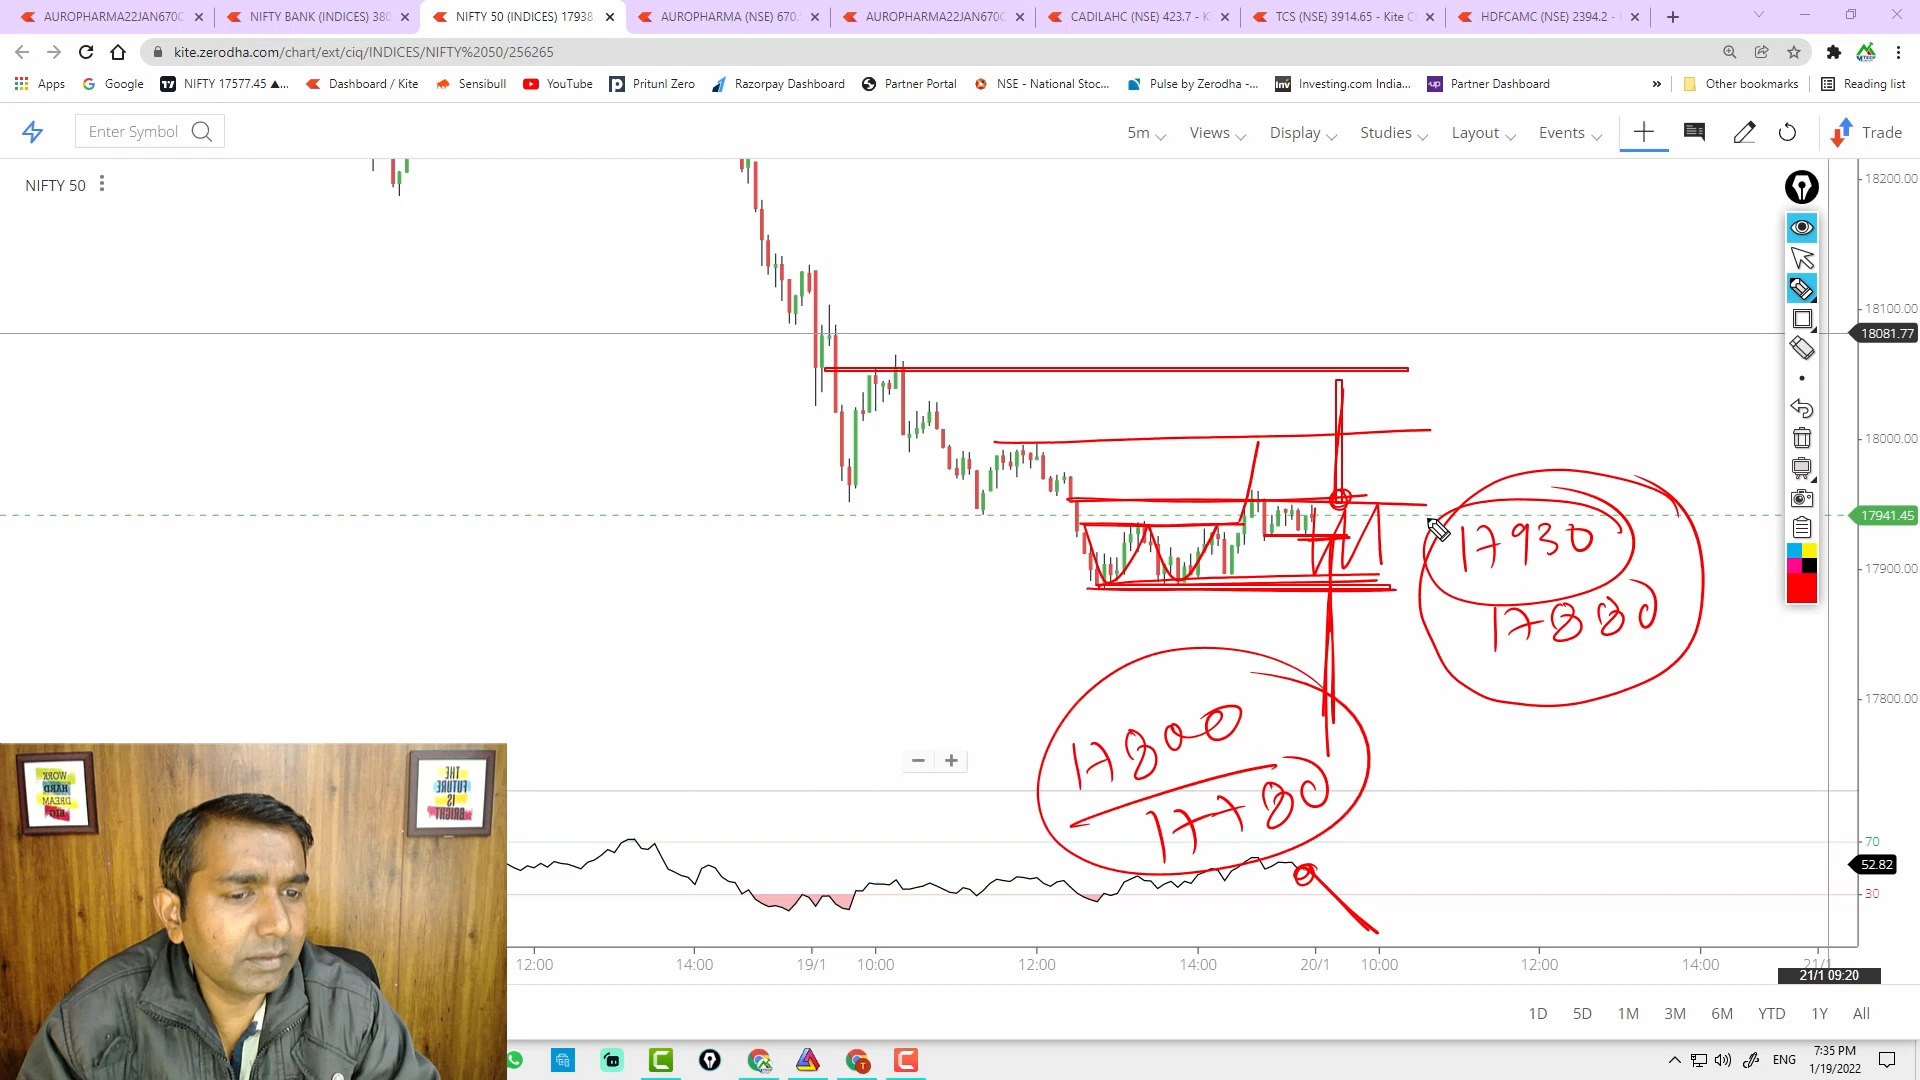 AUROPHARMA22JAN670C
NIFTY BANK (INDICES) 380
NIFTY 50 (INDICES) 17938.
AUROPHARMA (NSE) 670.
AUROPHARMA22JAN670C
CADILAHC (NSE) 423.7 - K
TCS (NSE) 3914.65 - Kite C
HDFCAMC (NSE) 2394.2 -
kite.zerodha.com/chart/ext/ciq/INDICES/NIFTY%2050/256265
Apps
Google
NIFTY 17577.45 ▲...
Dashboard / Kite
Sensibull
YouTube
Pritunl Zero
Razorpay Dashboard
Partner Portal
NSE - National Stoc...
Pulse by Zerodha -...
Investing.com India...
Partner Dashboard
»
Other bookmarks
Reading list
Enter Symbol
5m
Views
Display
Studies
Layout
Events
Trade
NIFTY 50
18200.00
18100.00
18081.77
18000.00
17941.45
17900.00
17800.00
17930
17880
17800
17780
WORK
HARD
DREAM
BIG
THE
FUTURE
IS
BRIGHT
70
52.82
30
12:00
14:00
19/1
10:00
12:00
14:00
20/1
10:00
12:00
14:00
21/1
21/1 09:20
1D
5D
1M
3M
6M
YTD
1Y
All
ENG
7:35 PM
1/19/2022